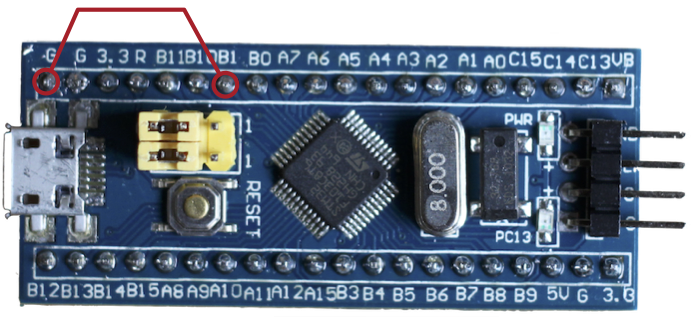 G G 3.3 R B11 B10 B1 B0 A7 A6 A5 A4 A3 A2 A1 A0 C15 C14 C13 VB
PWR
1
1
8.000
RESET
PC13
B12 B13 B14 B15 A8 A9 A10 A11 A12 A15 B3 B4 B5 B6 B7 B8 B9 5V G 3.3